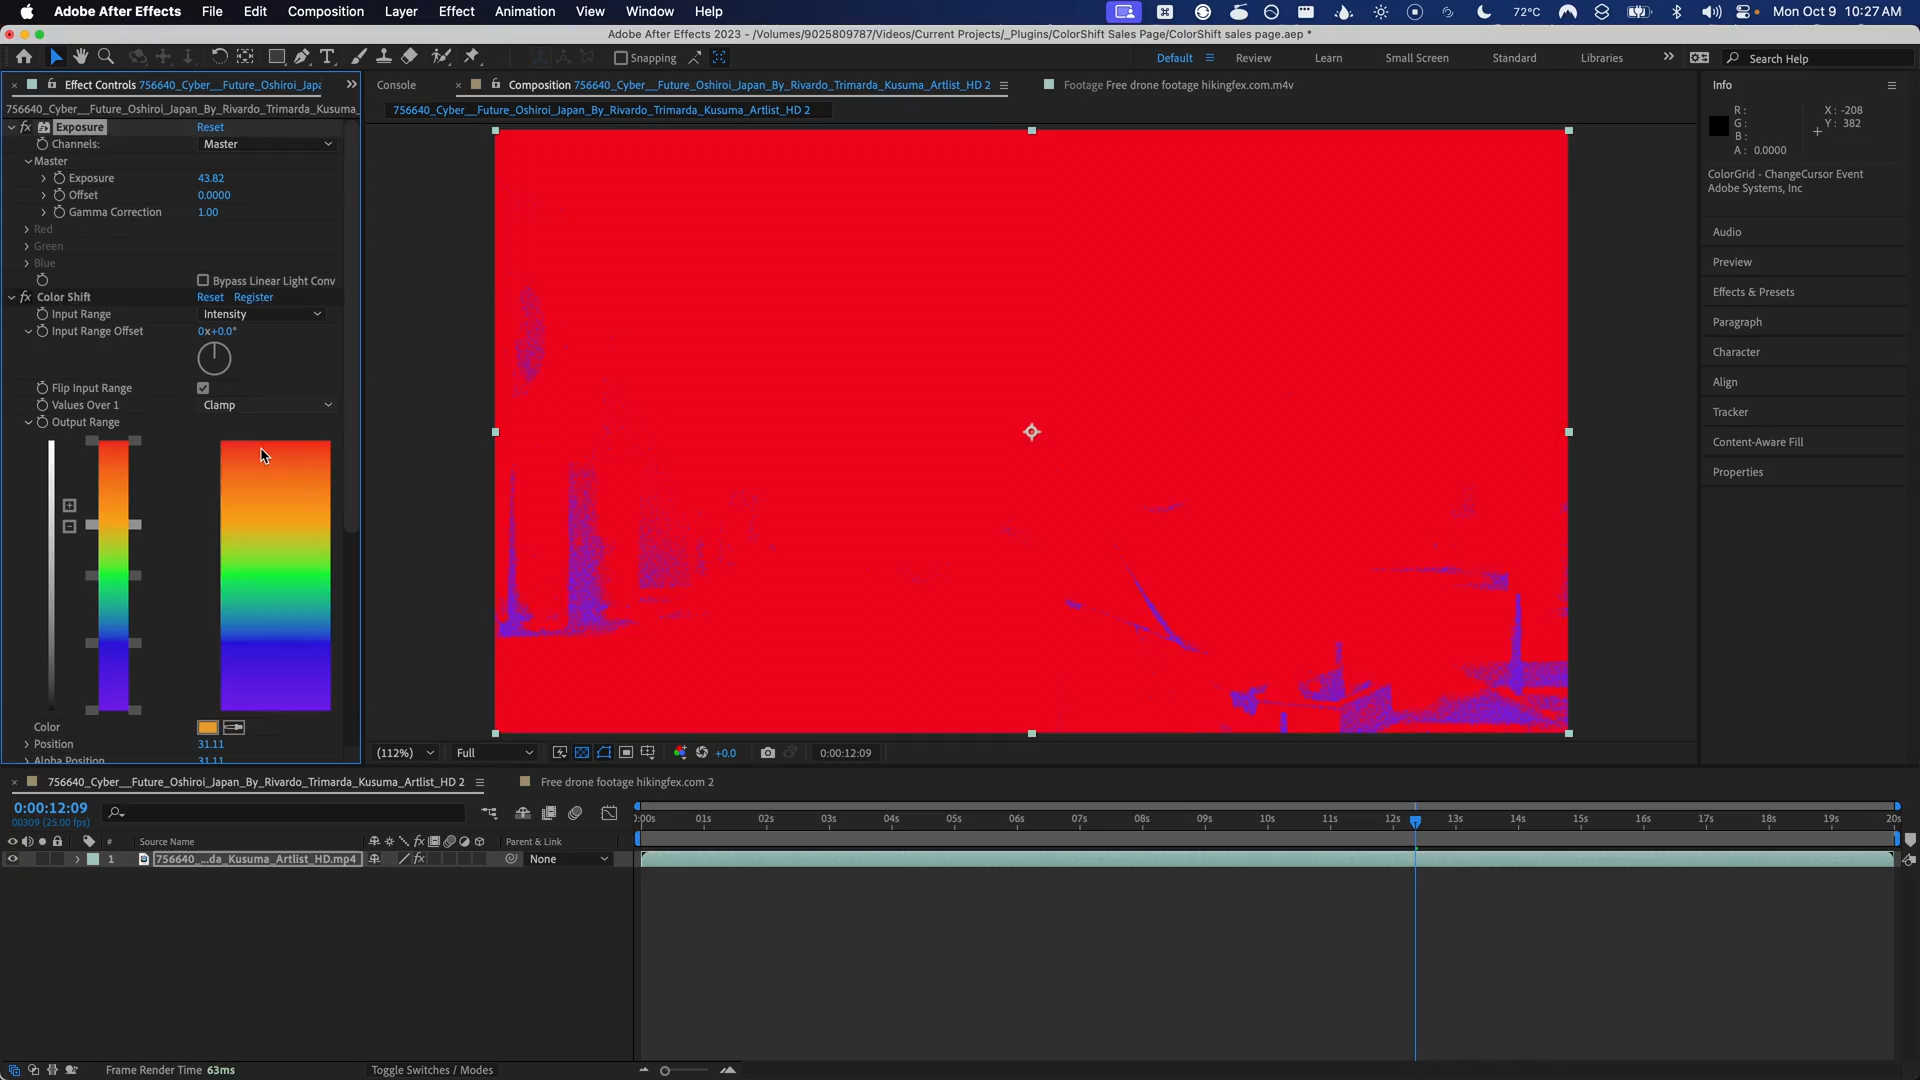 Adobe After Effects File Edit Composition Layer Effect Animation View Window Help 72°C Mon Oct 9 10:27 AM
Adobe After Effects 2023 - /Volumes/9025809787/Videos/Current Projects/_Plugins/ColorShift Sales Page/ColorShift sales page.aep *
Snapping Default Review Learn Small Screen Standard Libraries Search Help
Effect Controls 756640_Cyber__Future_Oshiroi_Japa
Console
Composition 756640_Cyber__Future_Oshiroi_Japan_By_Rivardo_Trimarda_Kusuma_Artlist_HD 2
Footage Free drone footage hikingfex.com.m4v
Info
756640_Cyber__Future_Oshiroi_Japan_By_Rivardo_Trimarda_Kusuma_
756640_Cyber__Future_Oshiroi_Japan_By_Rivardo_Trimarda_Kusuma_Artlist_HD 2
R :
G :
B :
A : 0.0000
X : -208
Y : 382
ColorGrid - ChangeCursor Event
Adobe Systems, Inc
fx Exposure Reset
Channels: Master
Master
Exposure 43.82
Offset 0.0000
Gamma Correction 1.00
Red
Green
Blue
Bypass Linear Light Conv
fx Color Shift Reset Register
Input Range Intensity
Input Range Offset 0x+0.0°
Flip Input Range
Values Over 1 Clamp
Output Range
Color
Position 31.11
Alpha Position 31.11
Audio
Preview
Effects & Presets
Paragraph
Character
Align
Tracker
Content-Aware Fill
Properties
(112%) Full +0.0 0:00:12:09
756640_Cyber__Future_Oshiroi_Japan_By_Rivardo_Trimarda_Kusuma_Artlist_HD 2
Free drone footage hikingfex.com 2
0:00:12:09
00309 (25.00 fps)
):00s 01s 02s 03s 04s 05s 06s 07s 08s 09s 10s 11s 12s 13s 14s 15s 16s 17s 18s 19s 20s
# Source Name fx Parent & Link
1 756640_...da_Kusuma_Artlist_HD.mp4 fx None
Frame Render Time 63ms
Toggle Switches / Modes